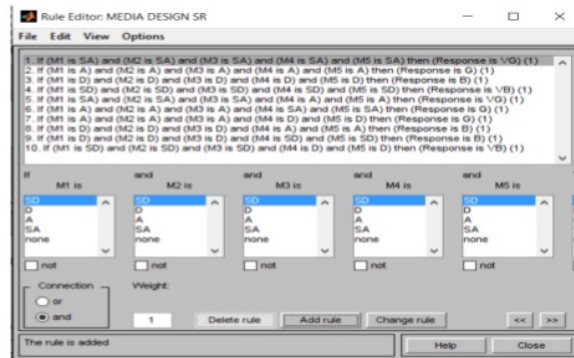 Rule Editor: MEDIA DESIGN SR
File Edit View Options
1. If (M1 is SA) and (M2 is SA) and (M3 is SA) and (M4 is SA) and (M5 is SA) then (Response is VG) (1)
2. If (M1 is A) and (M2 is A) and (M3 is A) and (M4 is A) and (M5 is A) then (Response is G) (1)
3. If (M1 is D) and (M2 is D) and (M3 is D) and (M4 is D) and (M5 is D) then (Response is B) (1)
4. If (M1 is SD) and (M2 is SD) and (M3 is SD) and (M4 is SD) and (M5 is SD) then (Response is VB) (1)
5. If (M1 is SA) and (M2 is SA) and (M3 is SA) and (M4 is A) and (M5 is A) then (Response is VG) (1)
6. If (M1 is A) and (M2 is A) and (M3 is A) and (M4 is SA) and (M5 is SA) then (Response is G) (1)
7. If (M1 is A) and (M2 is A) and (M3 is A) and (M4 is D) and (M5 is D) then (Response is G) (1)
8. If (M1 is D) and (M2 is D) and (M3 is D) and (M4 is A) and (M5 is A) then (Response is B) (1)
9. If (M1 is D) and (M2 is D) and (M3 is D) and (M4 is SD) and (M5 is SD) then (Response is B) (1)
10. If (M1 is SD) and (M2 is SD) and (M3 is SD) and (M4 is D) and (M5 is D) then (Response is VB) (1)
If and and and and
M1 is M2 is M3 is M4 is M5 is
SD SD SD SD SD
D D D D D
A A A A A
SA SA SA SA SA
none none none none none
not not not not not
Connection Weight:
or
and 1 Delete rule Add rule Change rule << >>
The rule is added Help Close